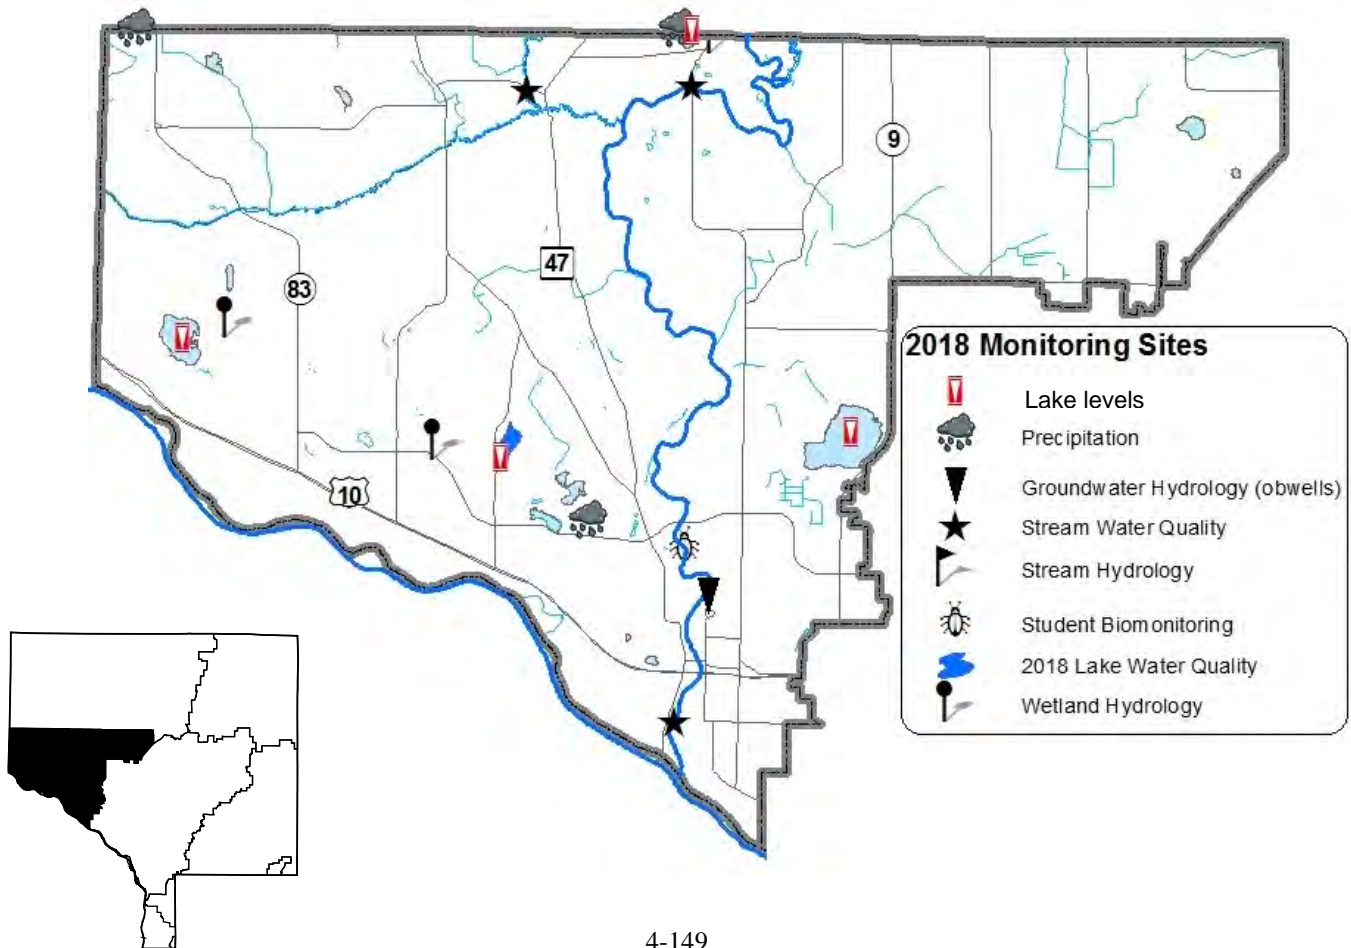 9
47
83
2018 Monitoring Sites
Lake levels
Precipitation
10
Groundwater Hydrology (obwells)
Stream Water Quality
Stream Hydrology
Student Biomonitoring
2018 Lake Water Quality
Wetland Hydrology
4-149